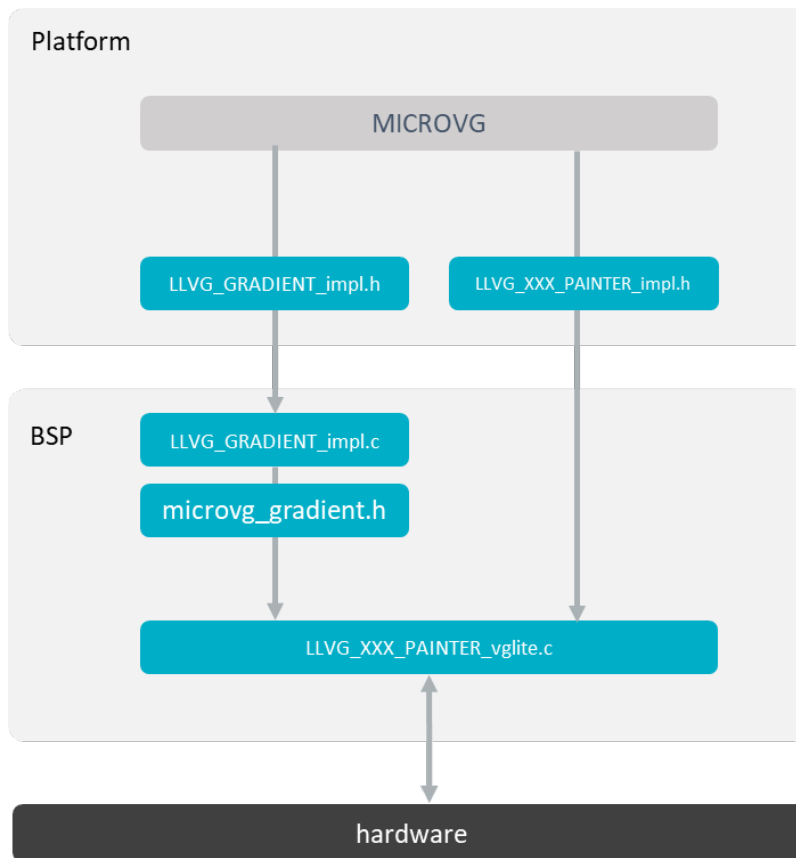 Platform
MICROVG
LLVG_GRADIENT_impl.h
LLVG_XXX_PAINTER_impl.h
BSP
LLVG_GRADIENT_impl.c
microvg_gradient.h
LLVG_XXX_PAINTER_vglite.c
hardware